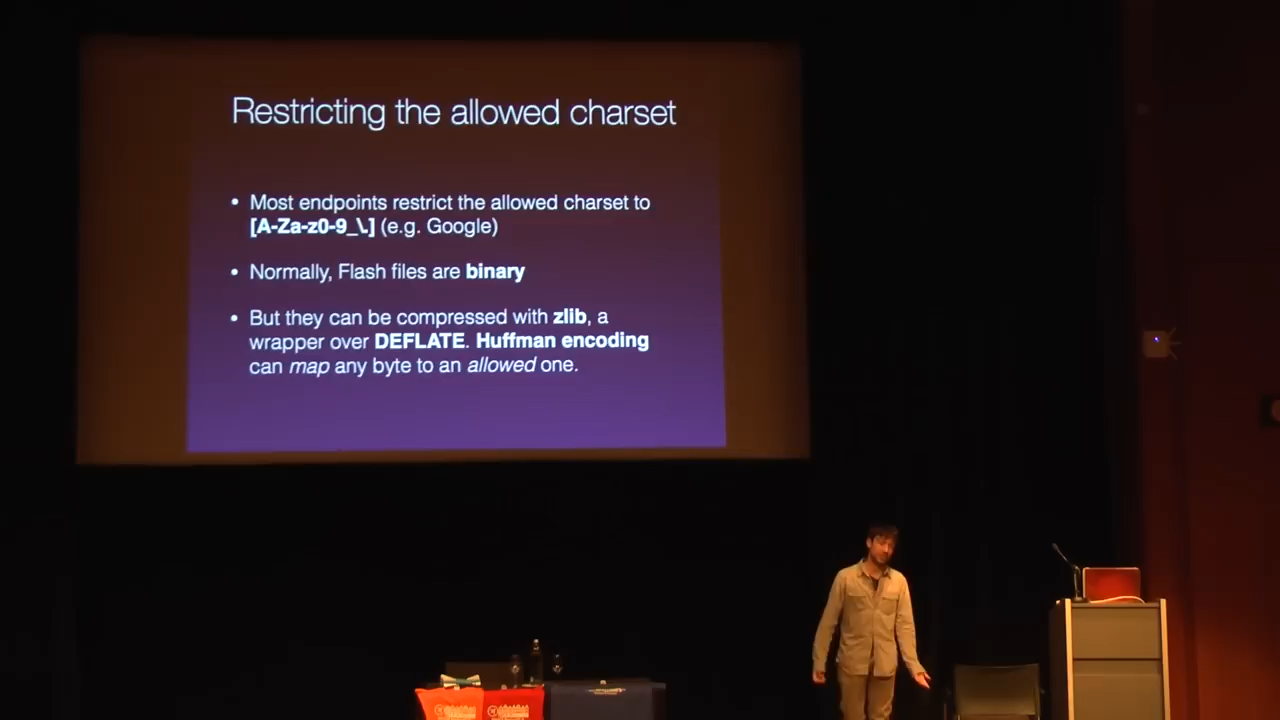 Restricting the allowed charset
• Most endpoints restrict the allowed charset to
[A-Za-z0-9_\.] (e.g. Google)
• Normally, Flash files are binary
• But they can be compressed with zlib, a
wrapper over DEFLATE. Huffman encoding
can map any byte to an allowed one.